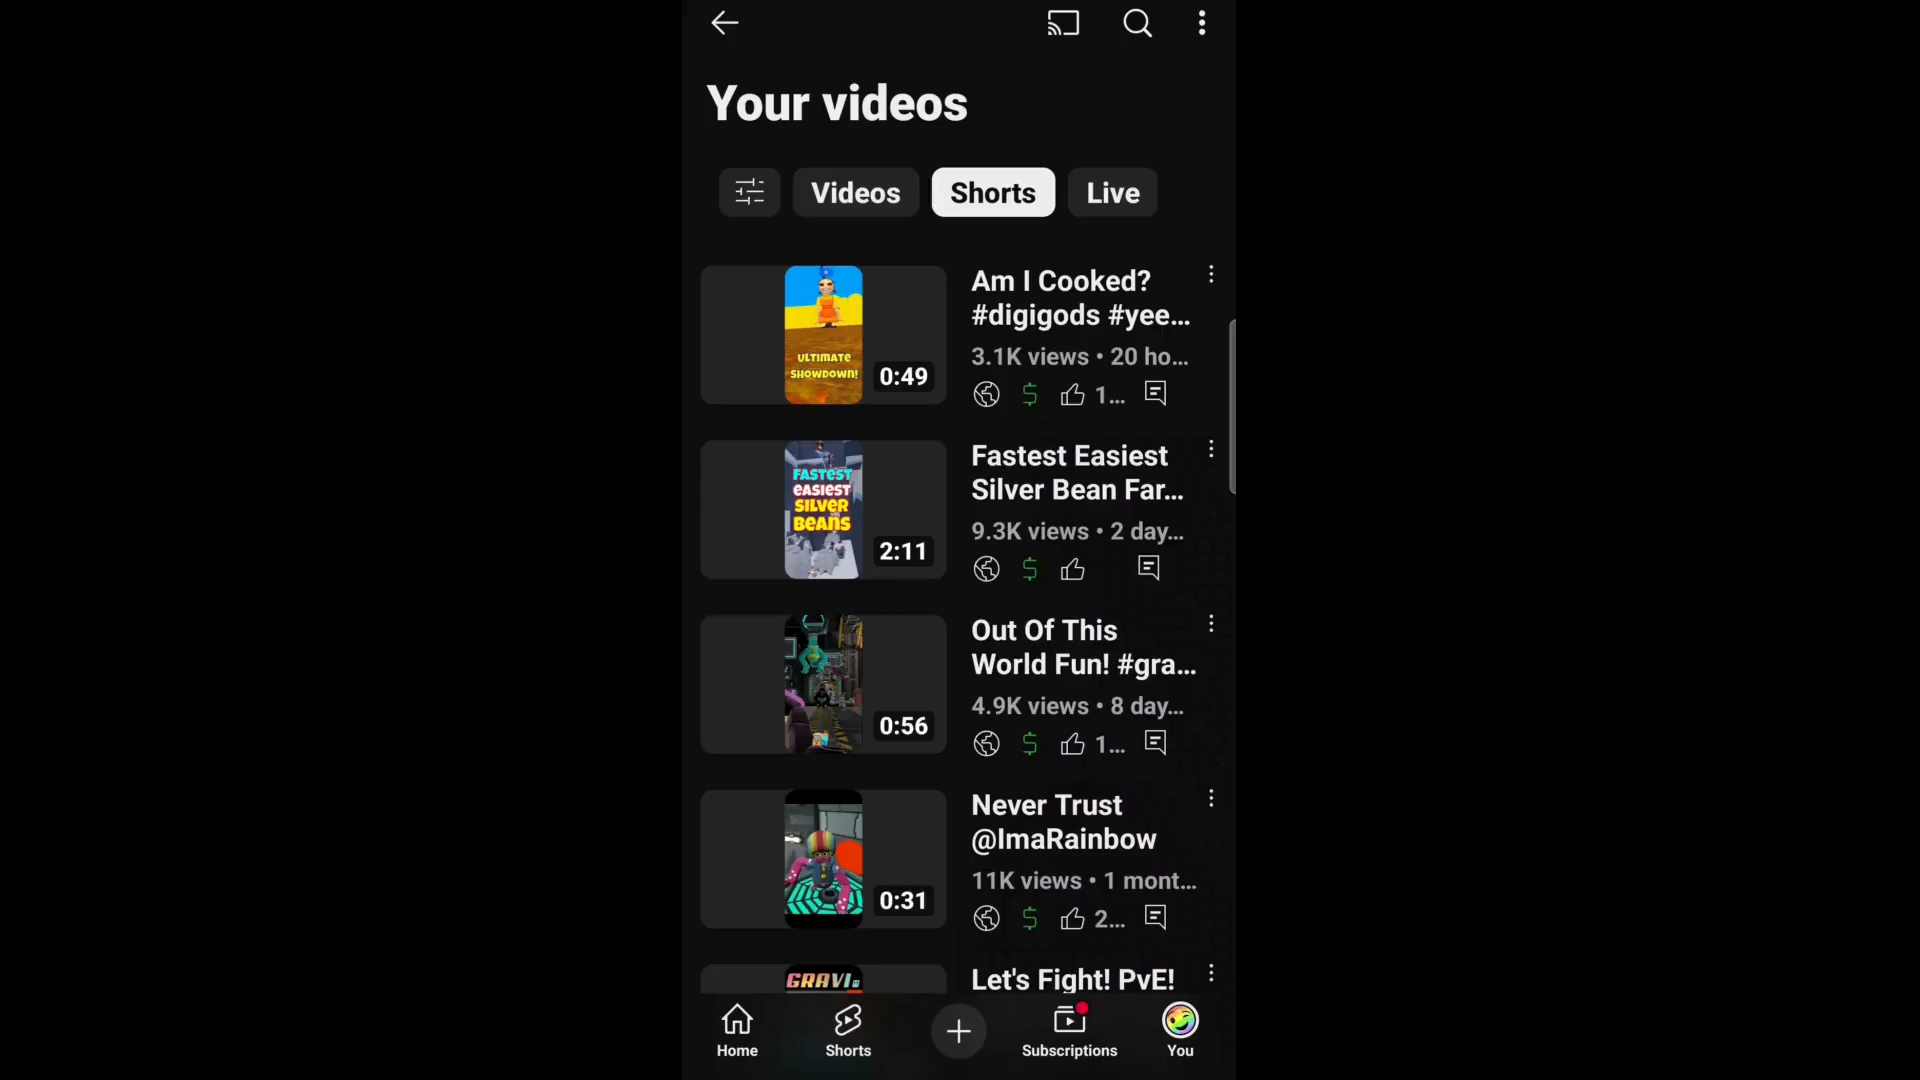 Your videos
Videos
Shorts
Live
ULTIMATE
SHOWDOWN!
0:49
Am I Cooked?
#digigods #yee...
3.1K views • 20 ho...
1...
FASTEST
EASIEST
SILVER
BEANS
2:11
Fastest Easiest
Silver Bean Far...
9.3K views • 2 day...
0:56
Out Of This
World Fun! #gra...
4.9K views • 8 day...
1...
0:31
Never Trust
@ImaRainbow
11K views • 1 mont...
2...
GRAVI
Let's Fight! PvE!
Home
Shorts
Subscriptions
You